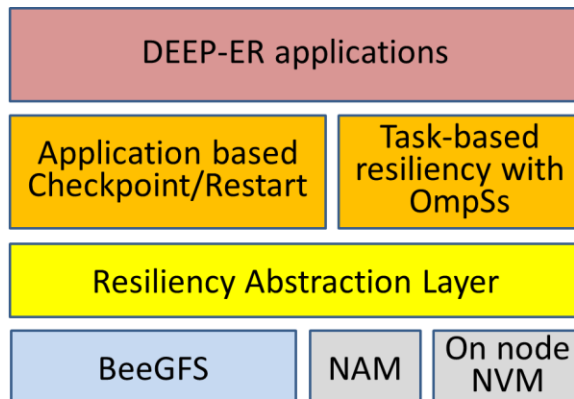 DEEP-ER applications
Application based
Checkpoint/Restart
Task-based
resiliency with
OmpSs
Resiliency Abstraction Layer
BeeGFS
NAM
On node
NVM